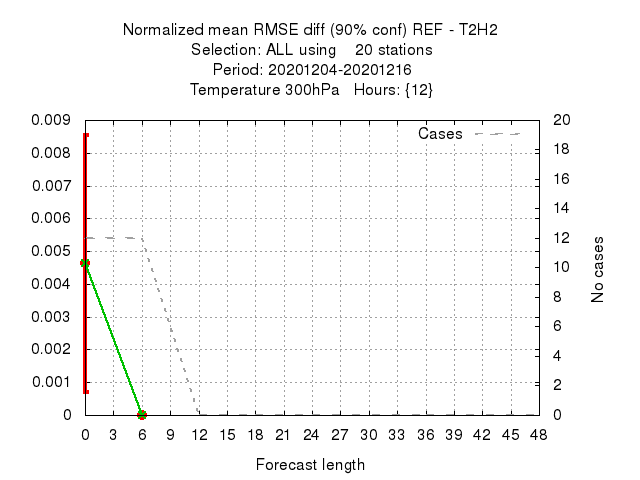 Normalized mean RMSE diff (90% conf) REF - T2H2
Selection: ALL using    20 stations
Period: 20201204-20201216
Temperature 300hPa   Hours: {12}
0.009
0.008
0.007
0.006
0.005
0.004
0.003
0.002
0.001
0
Cases
20
18
16
14
12
10
8
6
4
2
0
No cases
0 3 6 9 12 15 18 21 24 27 30 33 36 39 42 45 48
Forecast length